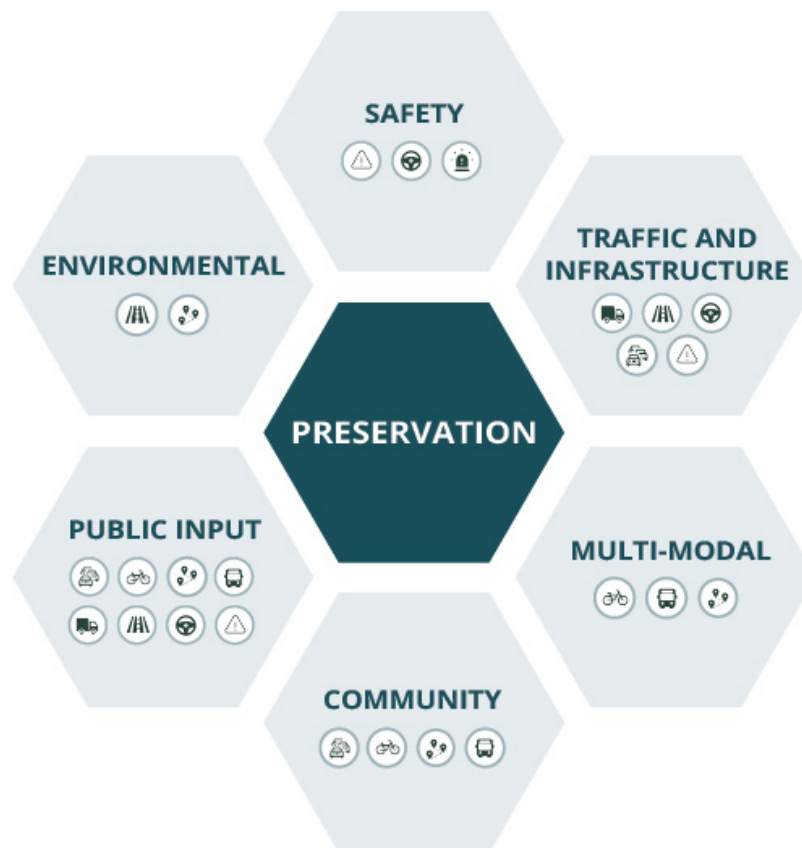 SAFETY
ENVIRONMENTAL
TRAFFIC AND
INFRASTRUCTURE
PRESERVATION
PUBLIC INPUT
MULTI-MODAL
COMMUNITY